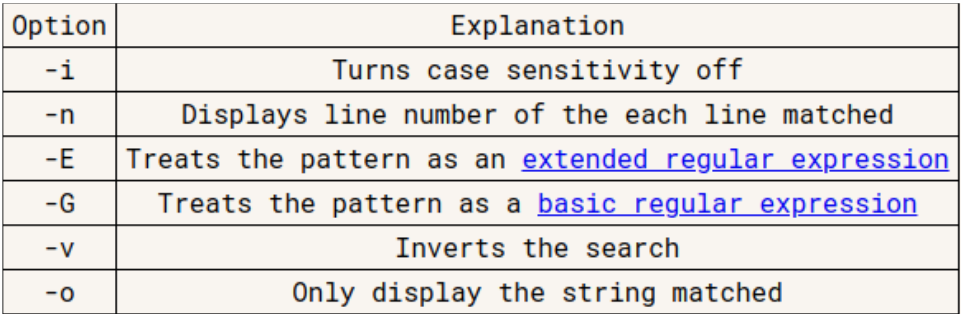 Option Explanation
-i Turns case sensitivity off
-n Displays line number of the each line matched
-E Treats the pattern as an extended regular expression
-G Treats the pattern as a basic regular expression
-v Inverts the search
-o Only display the string matched